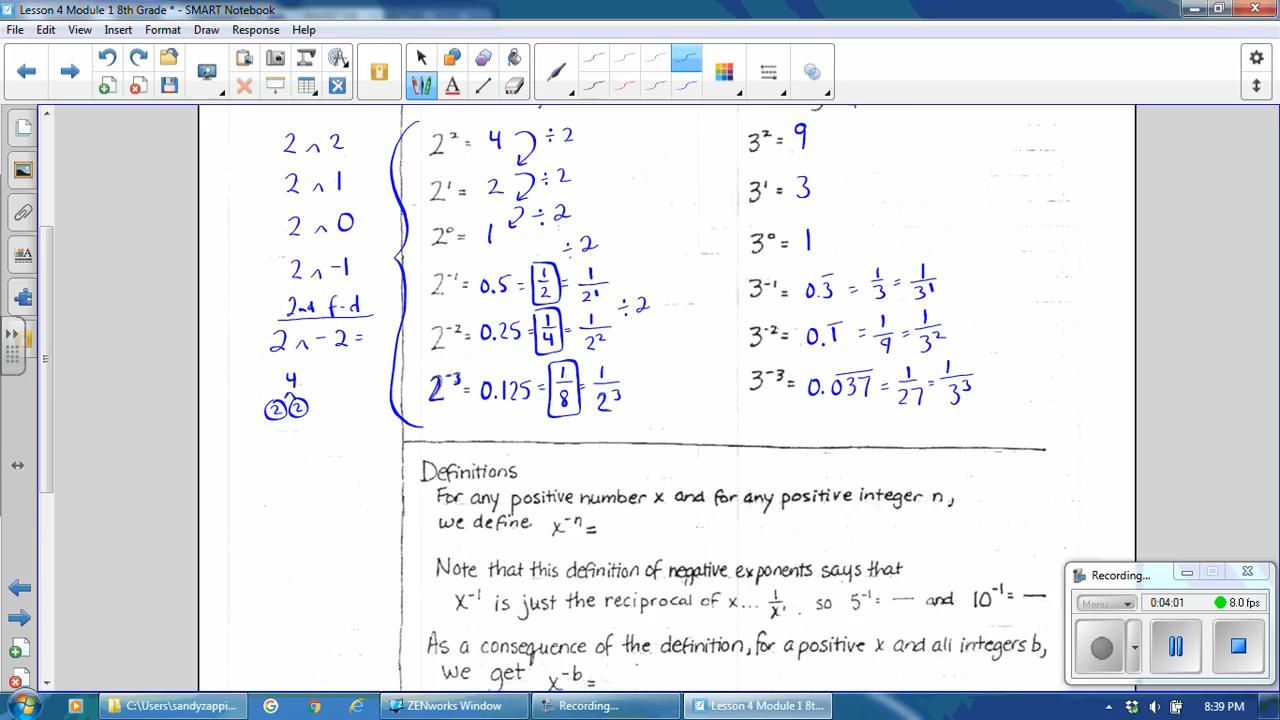 Lesson 4 Module 1 8th Grade * - SMART Notebook
File Edit View Insert Format Draw Response Help
2 ∧ 2
2 ∧ 1
2 ∧ 0
2 ∧ -1
2nd f-d
2 ∧ -2 =
4
2 2
2² = 4 ÷2
2¹ = 2 ÷2
2⁰ = 1 ÷2
÷2
2⁻¹ = 0.5 = 1/2 = 1/2¹
÷2
2⁻² = 0.25 = 1/4 = 1/2²
2⁻³ = 0.125 = 1/8 = 1/2³
3² = 9
3¹ = 3
3⁰ = 1
3⁻¹ = 0.3̅ = 1/3 = 1/3¹
3⁻² = 0.1̅ = 1/9 = 1/3²
3⁻³ = 0.0̅3̅7̅ = 1/27 = 1/3³
Definitions
For any positive number x and for any positive integer n,
we define x⁻ⁿ =
Note that this definition of negative exponents says that
x⁻¹ is just the reciprocal of x... 1/x¹. so 5⁻¹ = — and 10⁻¹ = —
As a consequence of the definition, for a positive x and all integers b,
we get x⁻ᵇ =
Recording...
Menu 0:04:01 8.0 fps
C:\Users\sandyzappi... ZENworks Window Recording... Lesson 4 Module 1 8t... 8:39 PM